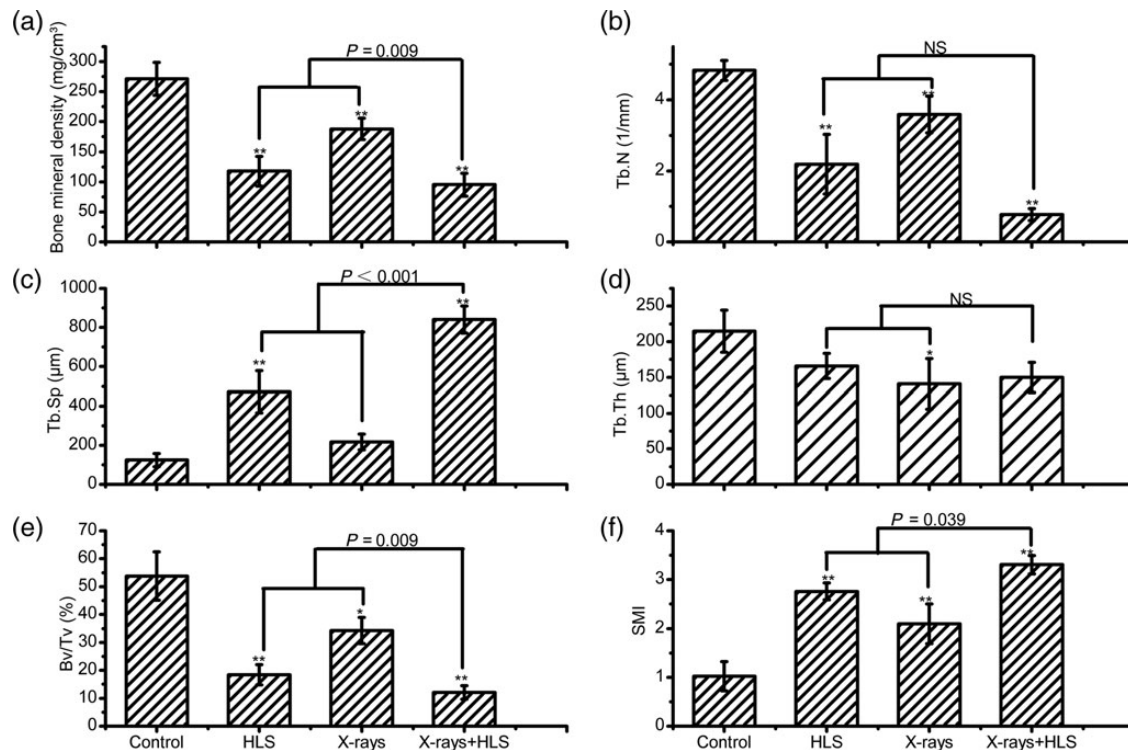 (a)
Bone mineral density (mg/cm³)
300
250
200
150
100
50
0
P = 0.009
**
**
**
(b)
Tb.N (1/mm)
4
2
0
NS
**
**
**
(c)
Tb.Sp (μm)
1000
800
600
400
200
0
P < 0.001
**
**
(d)
Tb.Th (μm)
250
200
150
100
50
0
NS
*
(e)
Bv/Tv (%)
70
60
50
40
30
20
10
0
P = 0.009
**
*
**
Control HLS X-rays X-rays+HLS
(f)
SMI
4
3
2
1
0
P = 0.039
**
**
**
Control HLS X-rays X-rays+HLS